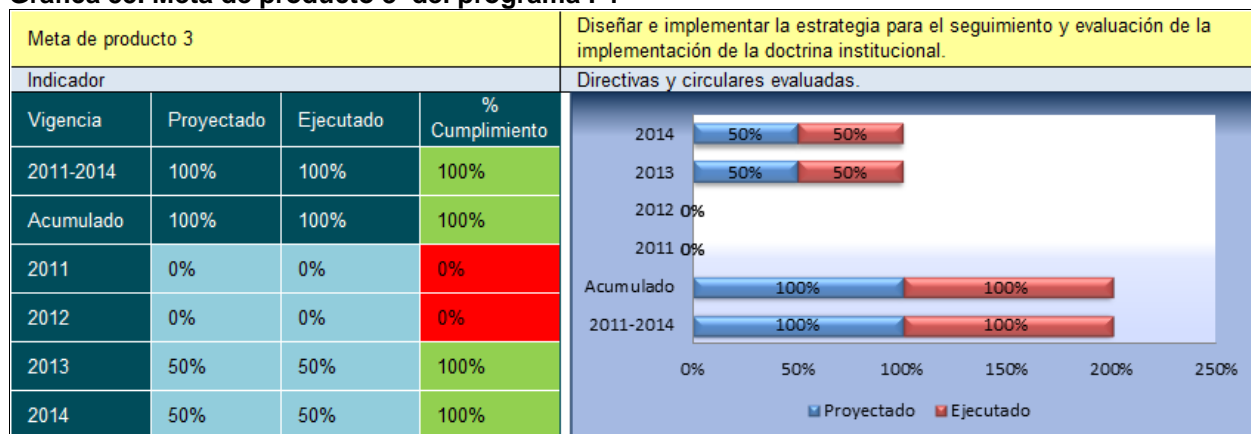 Meta de producto 3
Diseñar e implementar la estrategia para el seguimiento y evaluación de la
implementación de la doctrina institucional.
Indicador
Directivas y circulares evaluadas.
Vigencia Proyectado Ejecutado % Cumplimiento
2011-2014 100% 100% 100%
Acumulado 100% 100% 100%
2011 0% 0% 0%
2012 0% 0% 0%
2013 50% 50% 100%
2014 50% 50% 100%
2014 50% 50%
2013 50% 50%
2012 0%
2011 0%
Acumulado 100% 100%
2011-2014 100% 100%
0% 50% 100% 150% 200% 250%
Proyectado Ejecutado